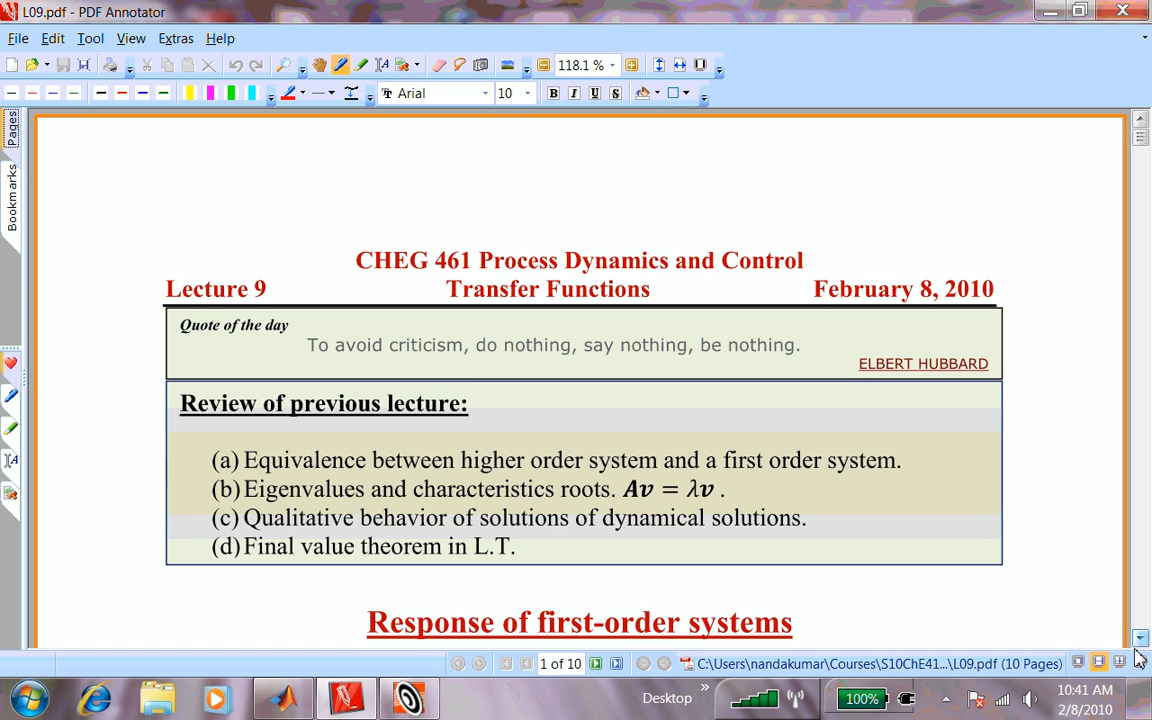 L09.pdf - PDF Annotator
File Edit Tool View Extras Help
118.1 %
Arial 10 B I U S
Pages
Bookmarks
CHEG 461 Process Dynamics and Control
Lecture 9 Transfer Functions February 8, 2010
Quote of the day
To avoid criticism, do nothing, say nothing, be nothing.
ELBERT HUBBARD
Review of previous lecture:
(a) Equivalence between higher order system and a first order system.
(b) Eigenvalues and characteristics roots. Av = λv .
(c) Qualitative behavior of solutions of dynamical solutions.
(d) Final value theorem in L.T.
Response of first-order systems
1 of 10 C:\Users\nandakumar\Courses\S10ChE41...\L09.pdf (10 Pages)
Desktop » 100% 10:41 AM
2/8/2010